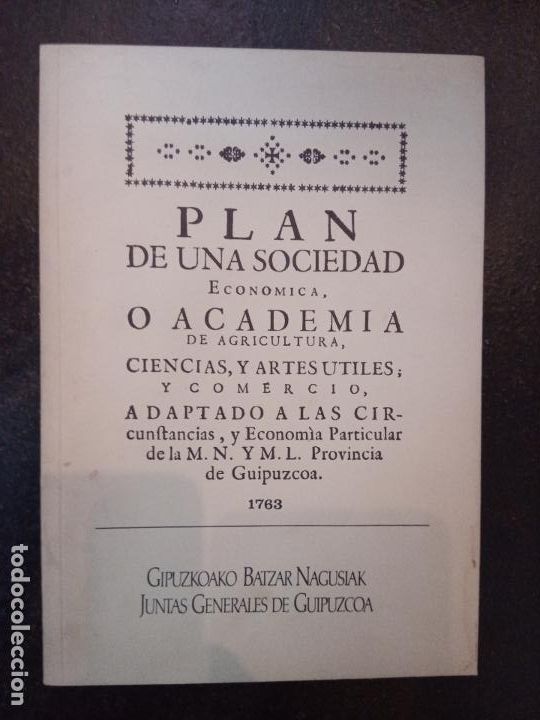 PLAN
DE UNA SOCIEDAD
ECONOMICA,
O ACADEMIA
DE AGRICULTURA,
CIENCIAS, Y ARTES UTILES;
Y COMERCIO,
ADAPTADO A LAS CIR-
cunſtancias, y Economìa Particular
de la M. N. Y M. L. Provincia
de Guipuzcoa.
1763
GIPUZKOAKO BATZAR NAGUSIAK
JUNTAS GENERALES DE GUIPUZCOA
todocoleccion.net